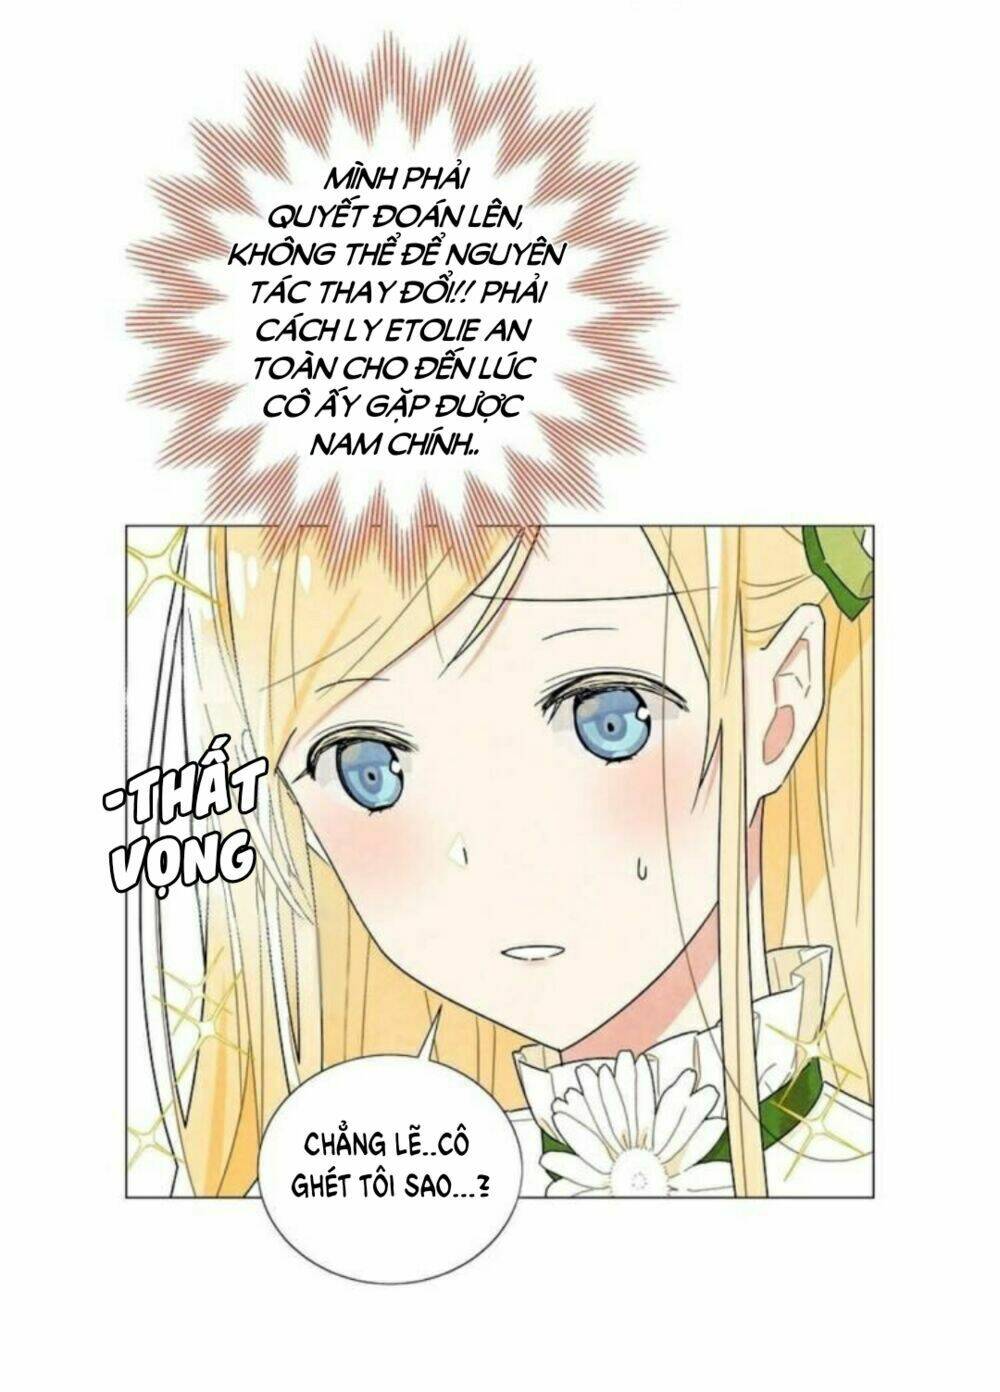 MÌNH PHẢI
QUYẾT ĐOÁN LÊN,
KHÔNG THỂ ĐỂ NGUYÊN
TÁC THAY ĐỔI!! PHẢI
CÁCH LY ETOLIE AN
TOÀN CHO ĐẾN LÚC
CÔ ẤY GẶP ĐƯỢC
NAM CHÍNH..
-THẤT
VỌNG
CHẲNG LẼ..CÔ
GHÉT TÔI SAO...?